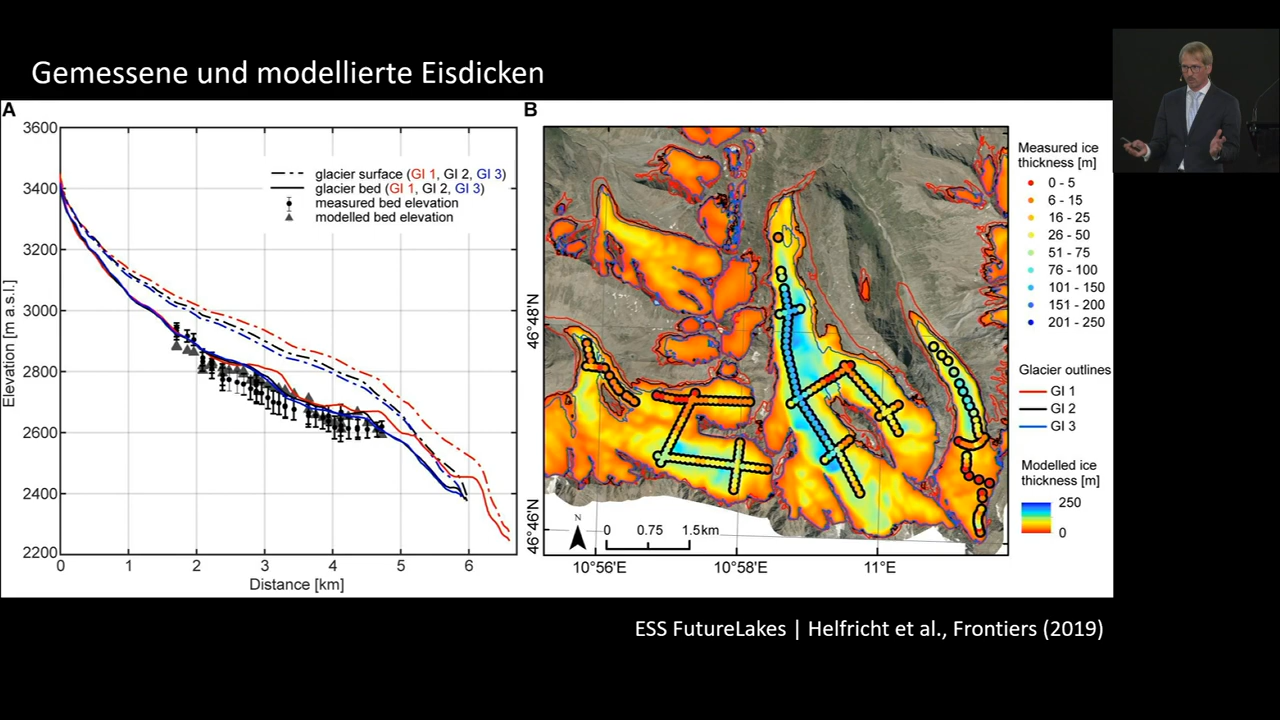 Gemessene und modellierte Eisdicken
A
3600
3400
3200
3000
2800
2600
2400
2200
Elevation [m a.s.l.]
0 1 2 3 4 5 6
Distance [km]
glacier surface (GI 1, GI 2, GI 3)
glacier bed (GI 1, GI 2, GI 3)
measured bed elevation
modelled bed elevation
B
46°48'N
46°46'N
N
0 0.75 1.5 km
10°56'E 10°58'E 11°E
Measured ice
thickness [m]
0 - 5
6 - 15
16 - 25
26 - 50
51 - 75
76 - 100
101 - 150
151 - 200
201 - 250
Glacier outlines
GI 1
GI 2
GI 3
Modelled ice
thickness [m]
250
0
ESS FutureLakes | Helfricht et al., Frontiers (2019)